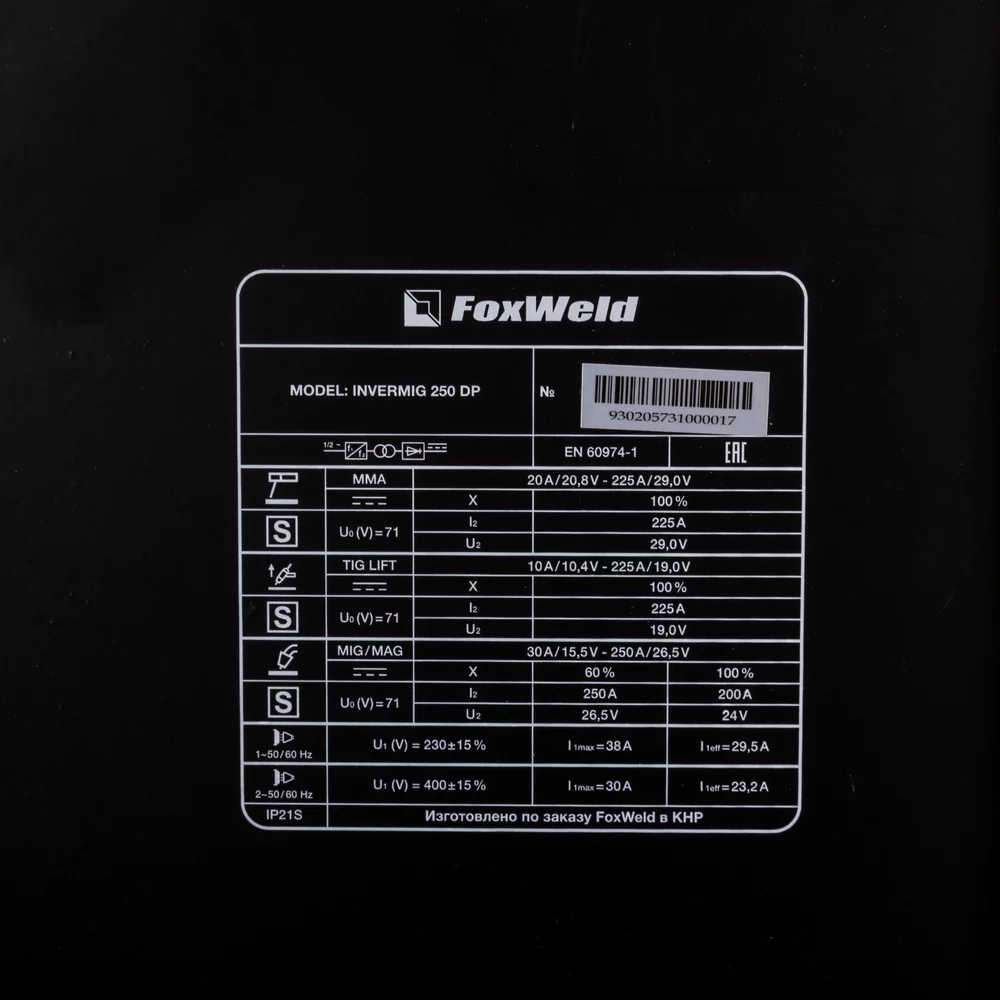 FoxWeld
MODEL: INVERMIG 250 DP
№
930205731000017
1/2 ~ f₁ f₂
EN 60974-1
EAC
MMA
20A/20,8V - 225A/29,0V
X
100%
S
U₀(V)=71
I₂
225A
U₂
29,0V
TIG LIFT
10A/10,4V - 225A/19,0V
X
100%
S
U₀(V)=71
I₂
225A
U₂
19,0V
MIG/MAG
30A/15,5V - 250A/26,5V
X
60%
100%
S
U₀(V)=71
I₂
250A
200A
U₂
26,5V
24V
1~50/60 Hz
U₁ (V) = 230±15%
I₁max=38A
I₁eff=29,5A
2~50/60 Hz
U₁ (V) = 400±15%
I₁max=30A
I₁eff=23,2A
IP21S
Изготовлено по заказу FoxWeld в КНР